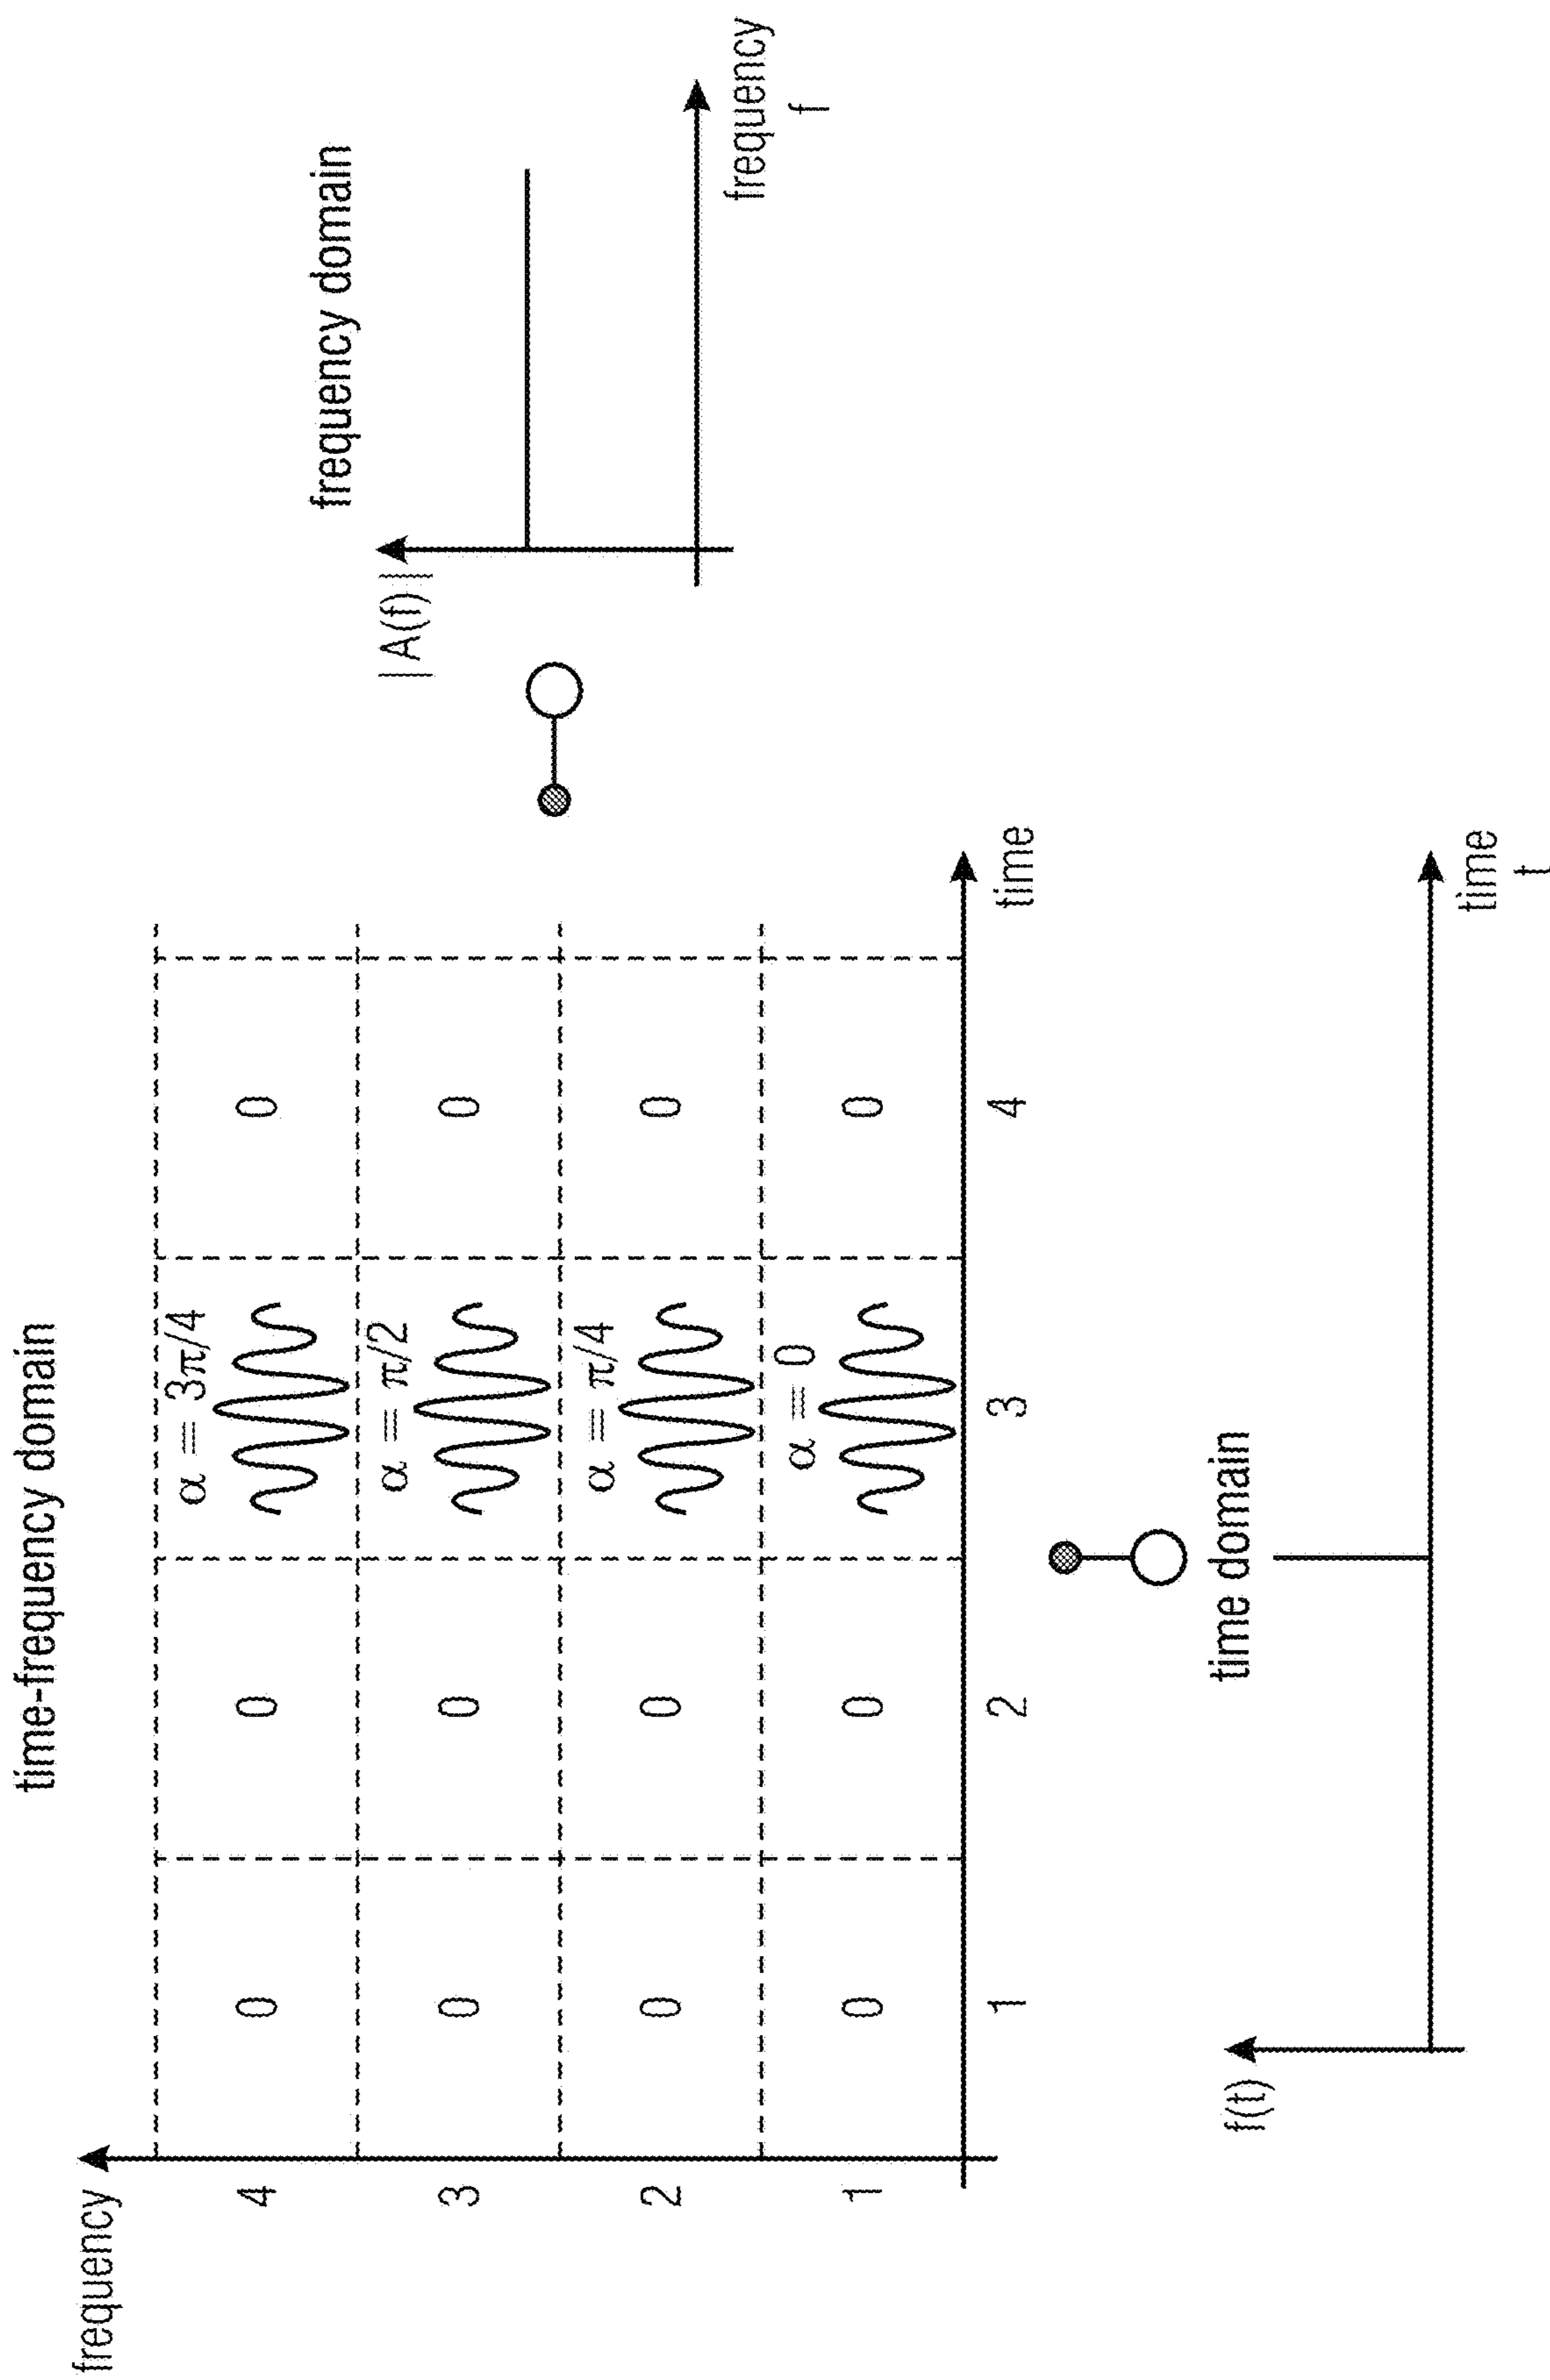 time-frequency domain
frequency
4
0
0
α = 3π/4
0
3
0
0
α = π/2
0
2
0
0
α = π/4
0
1
0
0
α = 0
0
1
2
3
4
time
frequency domain
|A(f)|
frequency
f
time domain
f(t)
time
t